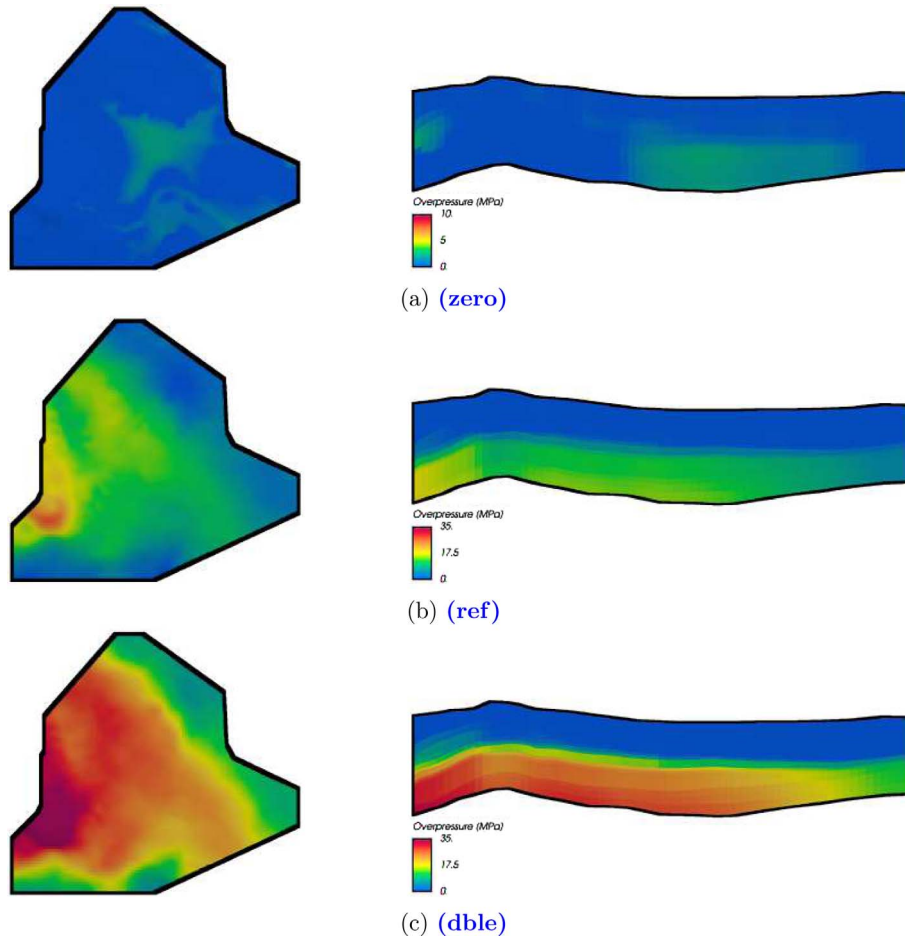 Overpressure (MPa)
10.
5
0.
(a) (zero)
Overpressure (MPa)
35.
17.5
0.
(b) (ref)
Overpressure (MPa)
35.
17.5
0.
(c) (dble)